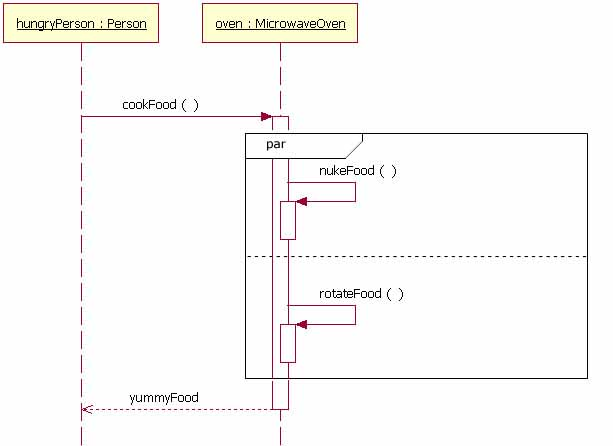 hungryPerson : Person
oven : MicrowaveOven
cookFood ( )
par
nukeFood ( )
rotateFood ( )
yummyFood